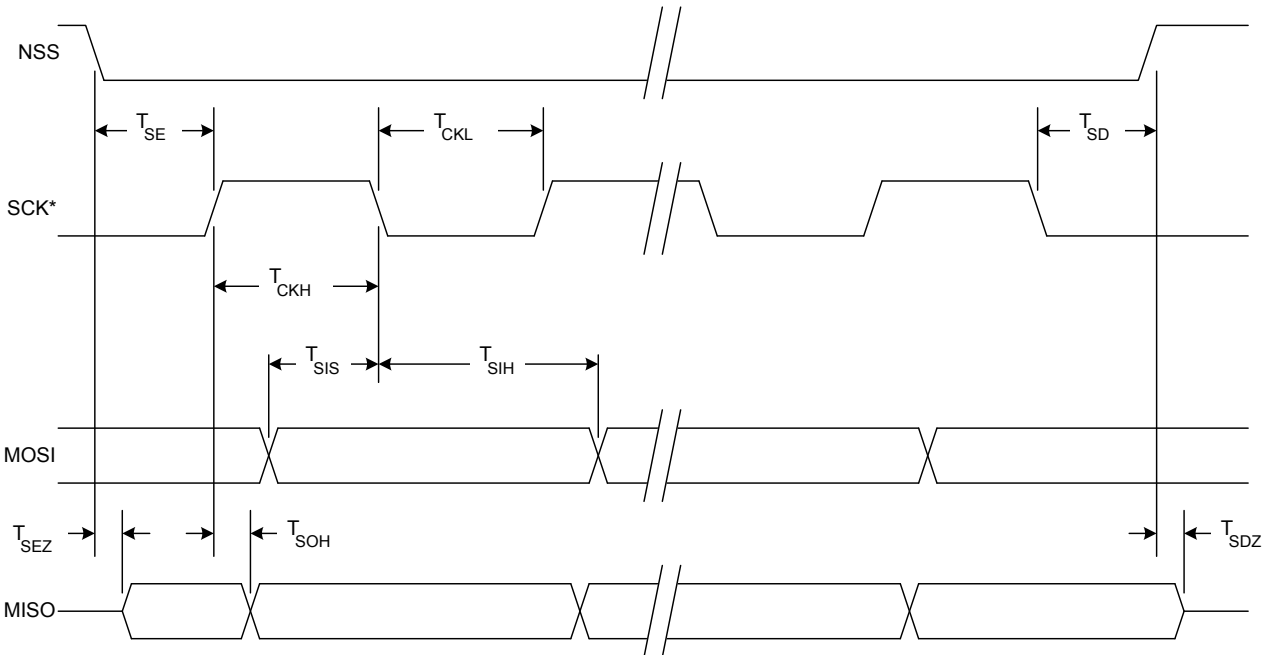 NSS
T_SE
T_CKL
T_SD
SCK*
T_CKH
T_SIS
T_SIH
MOSI
T_SEZ
T_SOH
T_SDZ
MISO